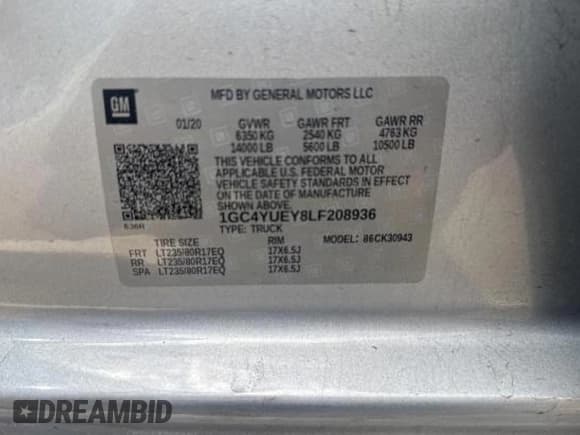 GM
MFD BY GENERAL MOTORS LLC
01/20 GVWR GAWR FRT GAWR RR
6350 KG 2540 KG 4763 KG
14000 LB 5600 LB 10500 LB
THIS VEHICLE CONFORMS TO ALL
APPLICABLE U.S. FEDERAL MOTOR
VEHICLE SAFETY STANDARDS IN EFFECT
ON THE DATE OF MANUFACTURE
SHOWN ABOVE.
1GC4YUEY8LF208936
636R TYPE: TRUCK MODEL: 86CK30943
TIRE SIZE RIM
FRT LT235/80R17EQ 17X6.5J
RR LT235/80R17EQ 17X6.5J
SPA LT235/80R17EQ 17X6.5J
DREAMBID